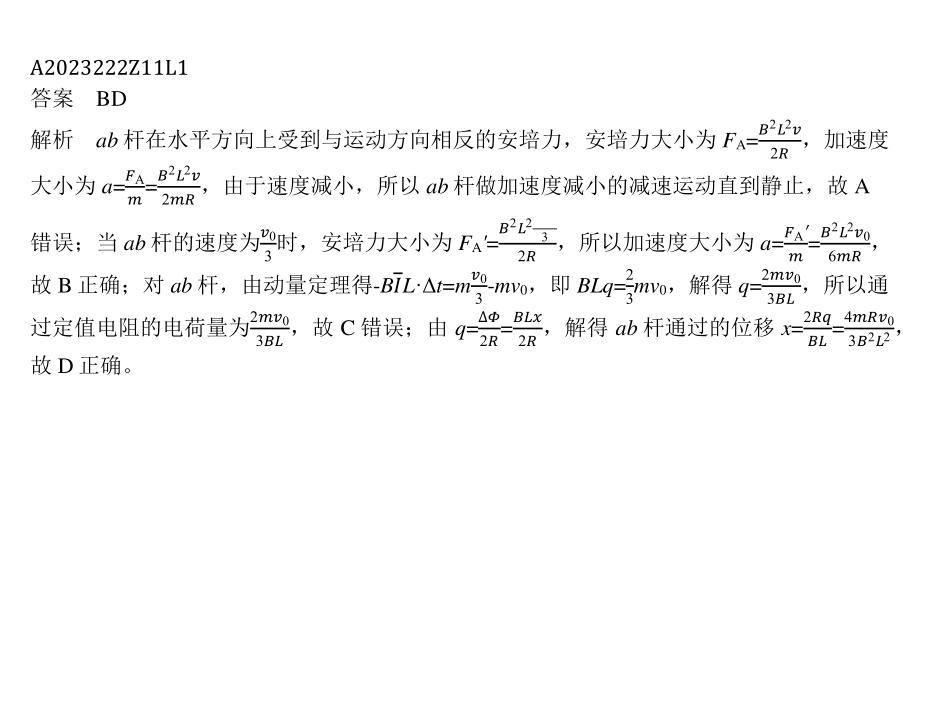 A2023222Z11L1
答案 BD
解析 ab 杆在水平方向上受到与运动方向相反的安培力，安培力大小为 F_A=\frac{B^2L^2v}{2R}，加速度
大小为 a=\frac{F_A}{m}=\frac{B^2L^2v}{2mR}，由于速度减小，所以 ab 杆做加速度减小的减速运动直到静止，故 A
错误；当 ab 杆的速度为\frac{v_0}{3}时，安培力大小为 F_A′=\frac{B^2L^2\frac{}{3}}{2R}，所以加速度大小为 a=\frac{F_A′}{m}=\frac{B^2L^2v_0}{6mR}，
故 B 正确；对 ab 杆，由动量定理得-B\overline{I}L·Δt=m\frac{v_0}{3}-mv_0，即 BLq=\frac{2}{3}mv_0，解得 q=\frac{2mv_0}{3BL}，所以通
过定值电阻的电荷量为\frac{2mv_0}{3BL}，故 C 错误；由 q=\frac{ΔΦ}{2R}=\frac{BLx}{2R}，解得 ab 杆通过的位移 x=\frac{2Rq}{BL}=\frac{4mRv_0}{3B^2L^2}，
故 D 正确。